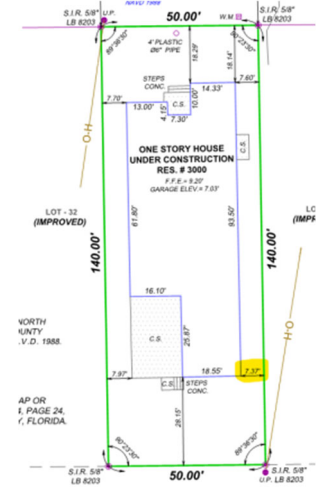 NAVD 1988
S.I.R. 5/8" U.P.
LB 8203
50.00'
W.M.
S.I.R. 5/8"
LB 8203
89°36'30"
90°23'30"
4' PLASTIC
Ø6" PIPE
18.29'
18.14'
STEPS
CONC.
14.33'
7.60'
7.70'
13.00'
4.15'
C.S.
10.00'
7.30'
ONE STORY HOUSE
UNDER CONSTRUCTION
RES. # 3000
F.F.E.= 9.20'
GARAGE ELEV.= 7.03'
C.S.
O-H
LOT - 32
(IMPROVED)
61.80'
93.50'
140.00'
140.00'
O-H
16.10'
C.S.
25.87'
NORTH
UNTY
.V.D. 1988.
7.97'
18.55'
7.37'
C.S.
STEPS
CONC.
28.15'
AP OR
PAGE 24,
Y, FLORIDA.
90°23'30"
89°36'30"
S.I.R. 5/8"
LB 8203
50.00'
S.I.R. 5/8"
U.P. LB 8203